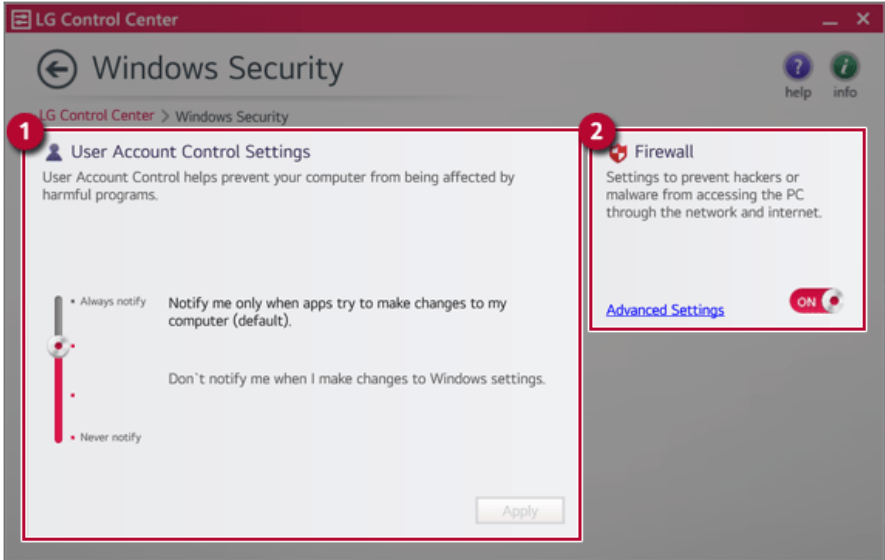 LG Control Center
Windows Security
? i
help info
LG Control Center > Windows Security
1
User Account Control Settings
User Account Control helps prevent your computer from being affected by
harmful programs.
Always notify
Notify me only when apps try to make changes to my
computer (default).
Don`t notify me when I make changes to Windows settings.
Never notify
Apply
2
Firewall
Settings to prevent hackers or
malware from accessing the PC
through the network and internet.
Advanced Settings
ON